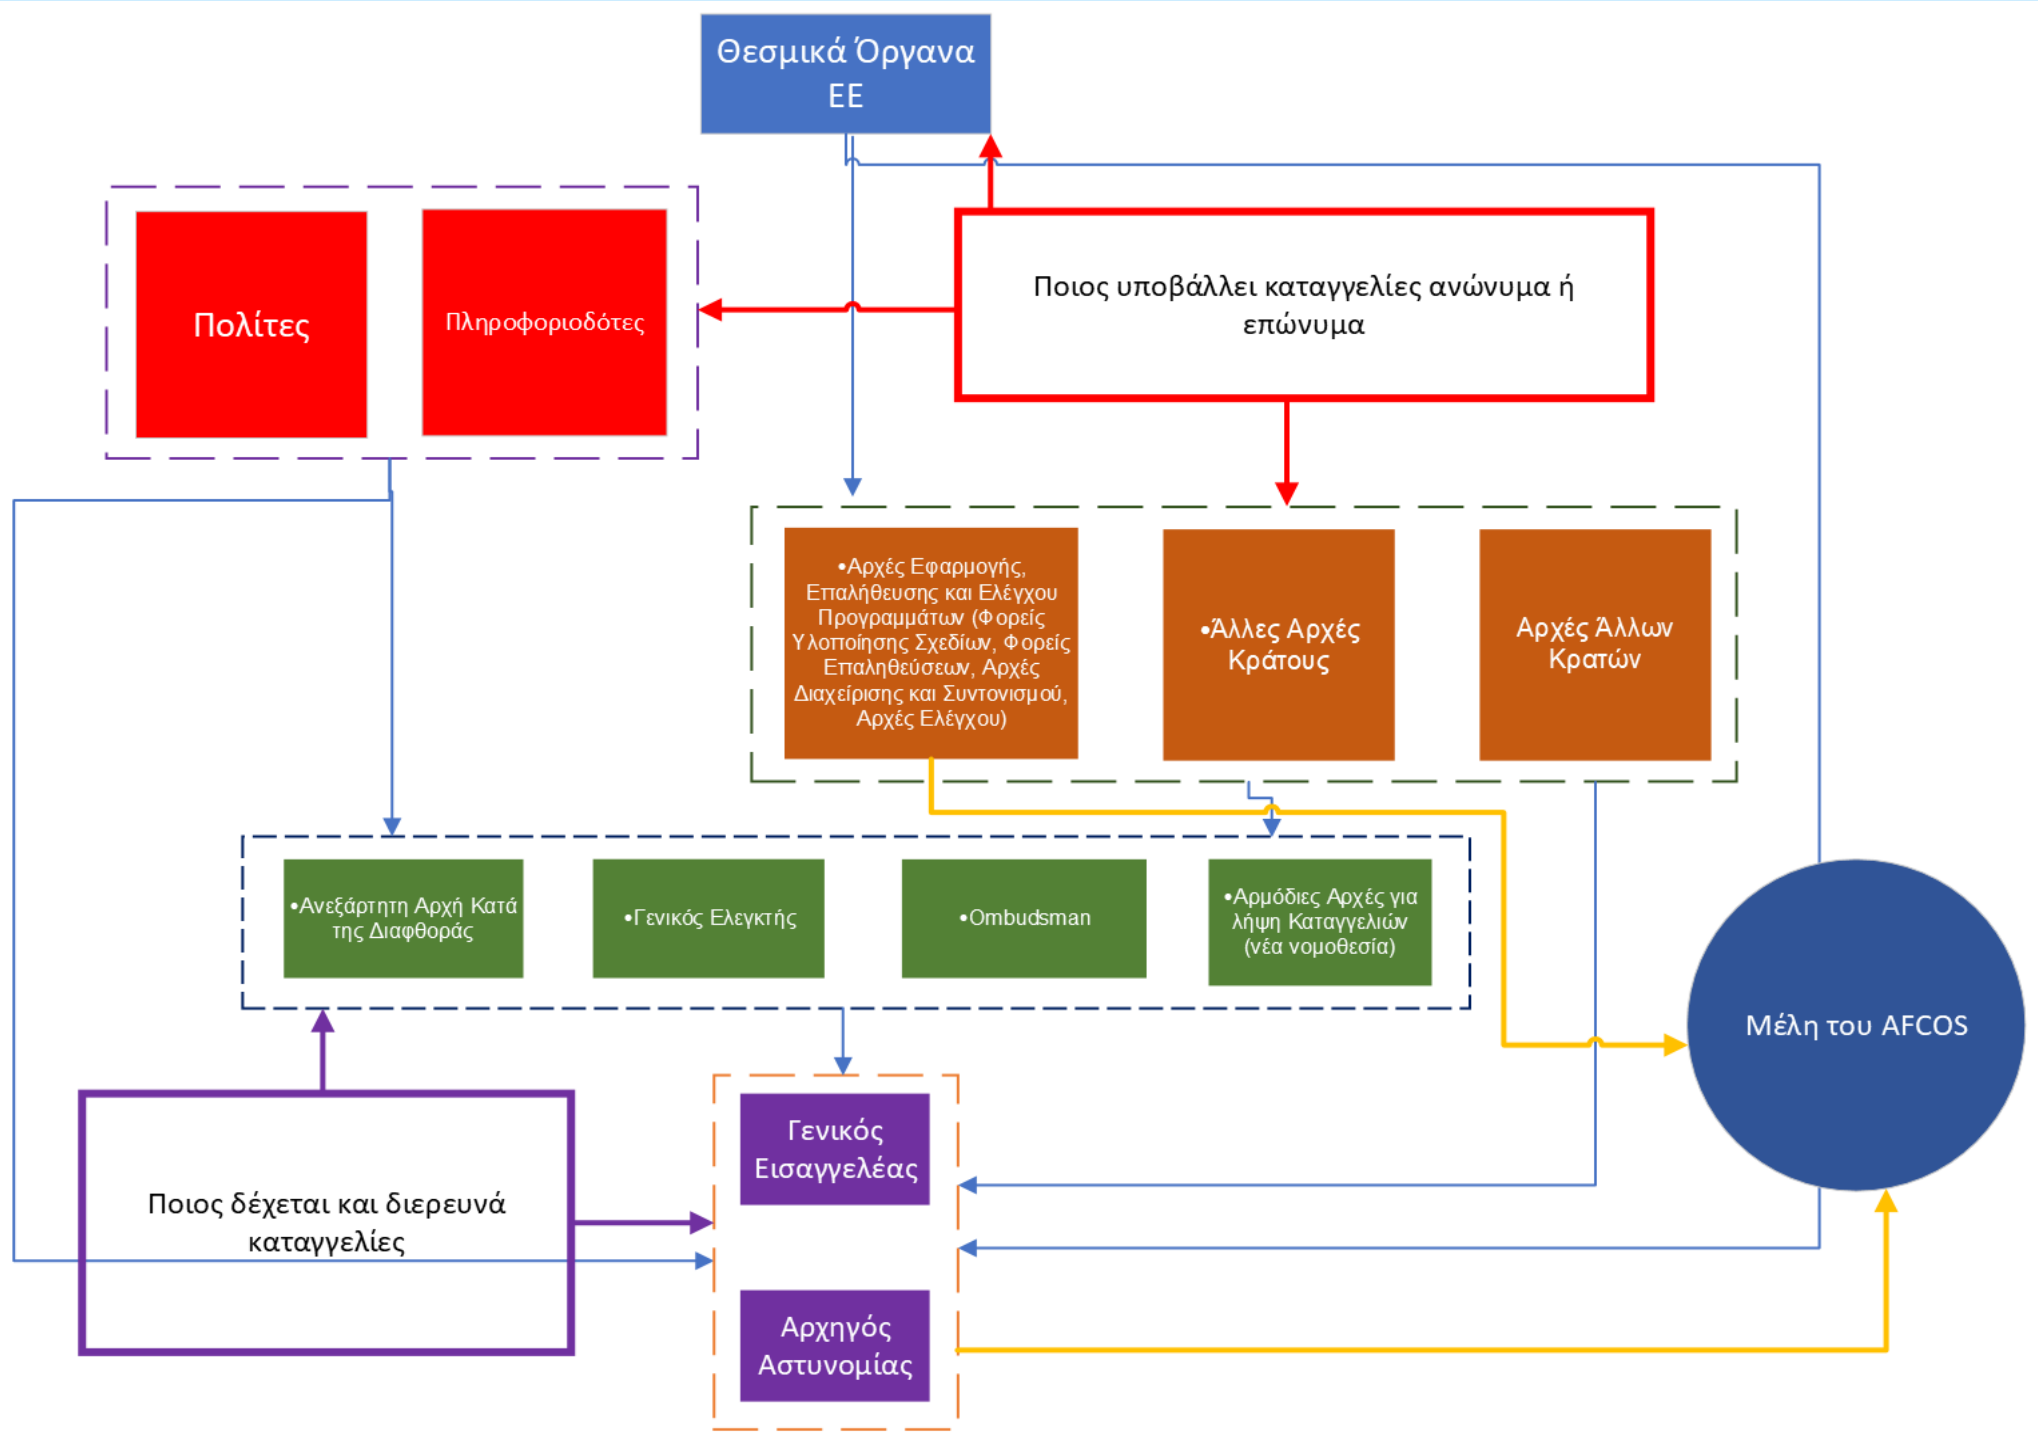 Θεσμικά Όργανα
ΕΕ
Πολίτες
Πληροφοριοδότες
Ποιος υποβάλλει καταγγελίες ανώνυμα ή
επώνυμα
•Αρχές Εφαρμογής,
Επαλήθευσης και Ελέγχου
Προγραμμάτων (Φορείς
Υλοποίησης Σχεδίων, Φορείς
Επαληθεύσεων, Αρχές
Διαχείρισης και Συντονισμού,
Αρχές Ελέγχου)
•Άλλες Αρχές
Κράτους
Αρχές Άλλων
Κρατών
•Ανεξάρτητη Αρχή Κατά
της Διαφθοράς
•Γενικός Ελεγκτής
•Ombudsman
•Αρμόδιες Αρχές για
λήψη Καταγγελιών
(νέα νομοθεσία)
Μέλη του AFCOS
Ποιος δέχεται και διερευνά
καταγγελίες
Γενικός
Εισαγγελέας
Αρχηγός
Αστυνομίας